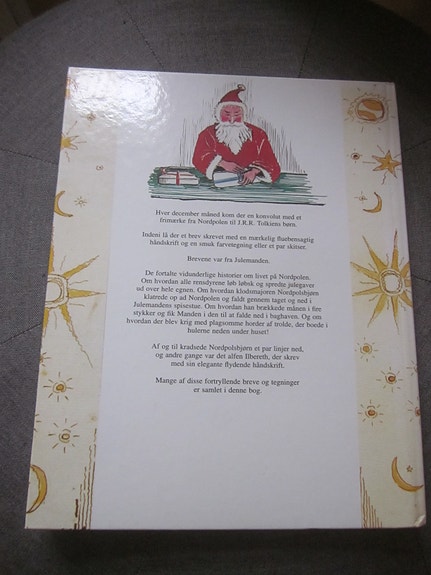 Hver december måned kom der en konvolut med et
frimærke fra Nordpolen til J.R.R. Tolkiens børn.
Indeni lå der et brev skrevet med en mærkelig fluebensagtig
håndskrift og en smuk farvetegning eller et par skitser.
Brevene var fra Julemanden.
De fortalte vidunderlige historier om livet på Nordpolen.
Om hvordan alle rensdyrene løb løbsk og spredte julegaver
ud over hele egnen. Om hvordan klodsmajoren Nordpolsbjørn
klatrede op ad Nordpolen og faldt gennem taget og ned i
Julemandens spisestue. Om hvordan han brækkede månen i fire
stykker og fik Manden i den til at falde ned i baghaven. Og om
hvordan der blev krig med plagsomme horder af trolde, der boede i
hulerne neden under huset!
Af og til kradsede Nordpolsbjørn et par linjer ned,
og andre gange var det alfen Ilbereth, der skrev
med sin elegante flydende håndskrift.
Mange af disse fortryllende breve og tegninger
er samlet i denne bog.